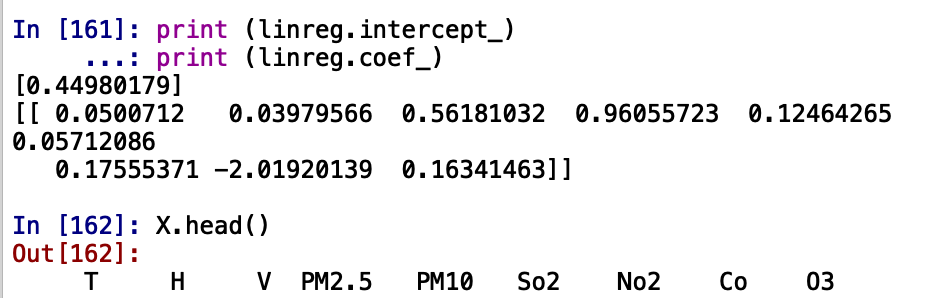 In [161]: print (linreg.intercept_)
...: print (linreg.coef_)
[0.44980179]
[[ 0.0500712 0.03979566 0.56181032 0.96055723 0.12464265
0.05712086
0.17555371 -2.01920139 0.16341463]]
In [162]: X.head()
Out[162]:
T H V PM2.5 PM10 So2 No2 Co O3